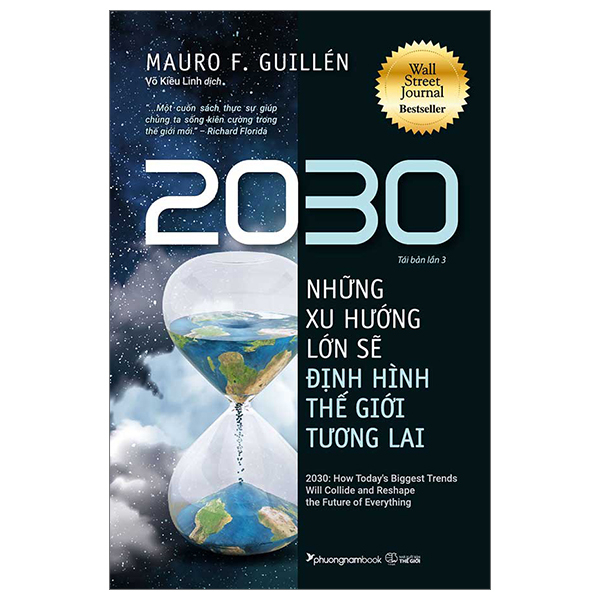 MAURO F. GUILLÉN
Võ Kiều Linh dịch
Wall
Street
Journal
Bestseller
"...Một cuốn sách thực sự giúp
chúng ta sống kiên cường trong
thế giới mới." – Richard Florida
2030
Tái bản lần 3
NHỮNG
XU HƯỚNG
LỚN SẼ
ĐỊNH HÌNH
THẾ GIỚI
TƯƠNG LAI
2030: How Today's Biggest Trends
Will Collide and Reshape
the Future of Everything
phuongnambook
NHÀ XUẤT BẢN
THẾ GIỚI